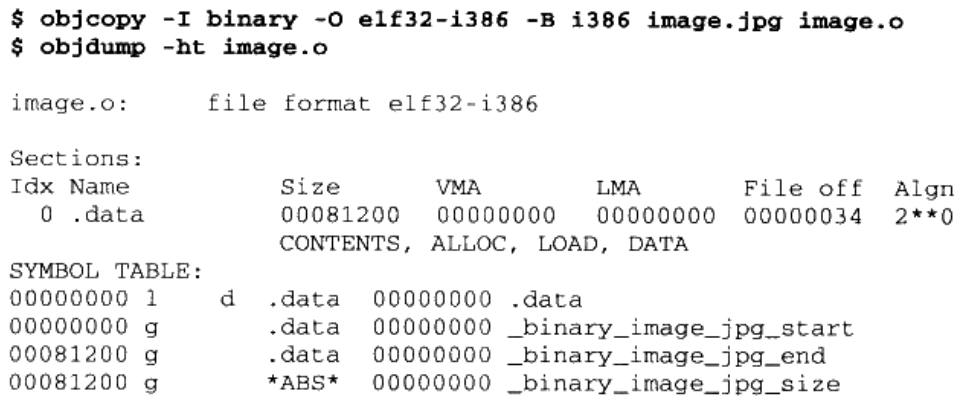 $ objcopy -I binary -O elf32-i386 -B i386 image.jpg image.o
$ objdump -ht image.o
image.o:     file format elf32-i386
Sections:
Idx Name          Size      VMA       LMA       File off  Algn
  0 .data         00081200  00000000  00000000  00000034  2**0
                  CONTENTS, ALLOC, LOAD, DATA
SYMBOL TABLE:
00000000 l    d  .data  00000000 .data
00000000 g       .data  00000000 _binary_image_jpg_start
00081200 g       .data  00000000 _binary_image_jpg_end
00081200 g       *ABS*  00000000 _binary_image_jpg_size